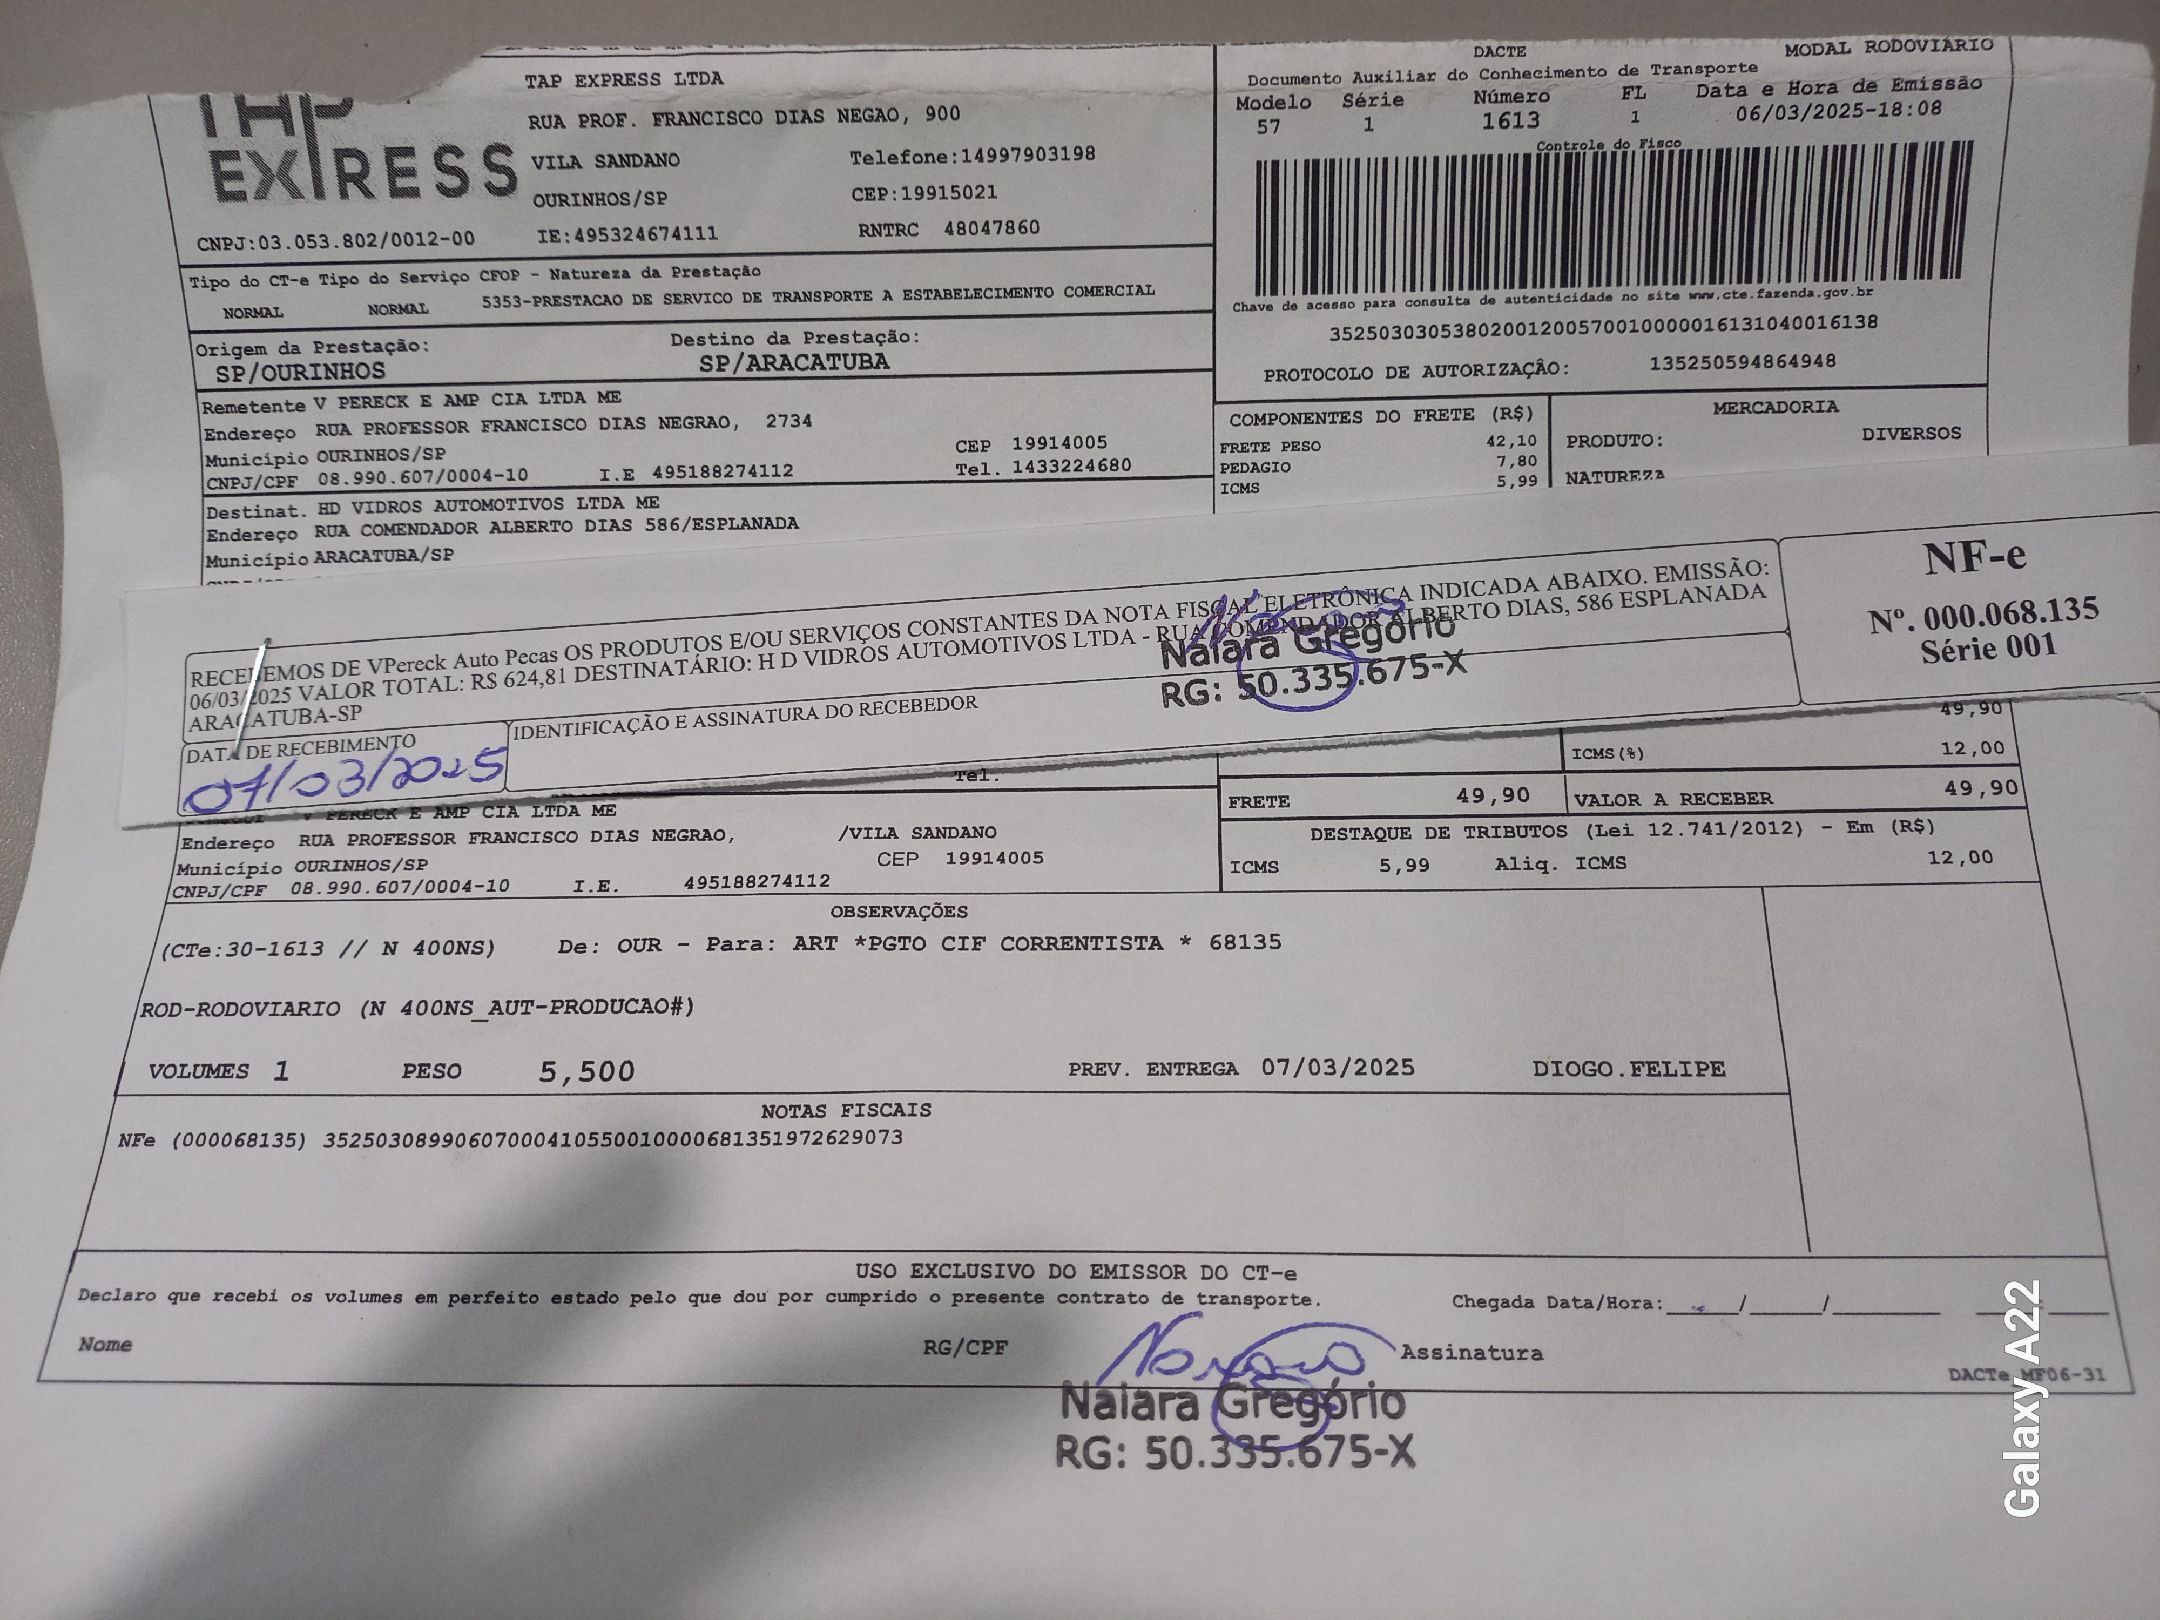 TAP EXPRESS
TAP EXPRESS LTDA
RUA PROF. FRANCISCO DIAS NEGAO, 900
VILA SANDANO Telefone:14997903198
OURINHOS/SP CEP:19915021
CNPJ:03.053.802/0012-00 IE:495324674111 RNTRC 48047860
DACTE MODAL RODOVIÁRIO
Documento Auxiliar do Conhecimento de Transporte
Modelo Série Número FL Data e Hora de Emissão
57 1 1613 1 06/03/2025-18:08
Controle do Fisco
Chave de acesso para consulta de autenticidade no site www.cte.fazenda.gov.br
35250303053802001200570010000016131040016138
PROTOCOLO DE AUTORIZAÇÃO: 135250594864948
Tipo do CT-e Tipo do Serviço CFOP - Natureza da Prestação
NORMAL NORMAL 5353-PRESTACAO DE SERVICO DE TRANSPORTE A ESTABELECIMENTO COMERCIAL
Origem da Prestação: Destino da Prestação:
SP/OURINHOS SP/ARACATUBA
Remetente V PERECK E AMP CIA LTDA ME
Endereço RUA PROFESSOR FRANCISCO DIAS NEGRAO, 2734
Município OURINHOS/SP CEP 19914005
CNPJ/CPF 08.990.607/0004-10 I.E 495188274112 Tel. 1433224680
Destinat. HD VIDROS AUTOMOTIVOS LTDA ME
Endereço RUA COMENDADOR ALBERTO DIAS 586/ESPLANADA
Município ARACATUBA/SP
COMPONENTES DO FRETE (R$) MERCADORIA
FRETE PESO 42,10 PRODUTO: DIVERSOS
PEDAGIO 7,80
ICMS 5,99 NATUREZA
RECEBEMOS DE VPereck Auto Pecas OS PRODUTOS E/OU SERVIÇOS CONSTANTES DA NOTA FISCAL ELETRÔNICA INDICADA ABAIXO. EMISSÃO:
06/03/2025 VALOR TOTAL: R$ 624,81 DESTINATÁRIO: H D VIDROS AUTOMOTIVOS LTDA - RUA COMENDADOR ALBERTO DIAS, 586 ESPLANADA
ARACATUBA-SP
Naiara Gregório
RG: 50.335.675-X
DATA DE RECEBIMENTO IDENTIFICAÇÃO E ASSINATURA DO RECEBEDOR
07/03/2025
NF-e
Nº. 000.068.135
Série 001
49,90
Tel. ICMS(%) 12,00
FRETE 49,90 VALOR A RECEBER 49,90
V PERECK E AMP CIA LTDA ME
Endereço RUA PROFESSOR FRANCISCO DIAS NEGRAO, /VILA SANDANO
Município OURINHOS/SP CEP 19914005
CNPJ/CPF 08.990.607/0004-10 I.E. 495188274112
DESTAQUE DE TRIBUTOS (Lei 12.741/2012) - Em (R$)
ICMS 5,99 Aliq. ICMS 12,00
OBSERVAÇÕES
(CTe:30-1613 // N 400NS) De: OUR - Para: ART *PGTO CIF CORRENTISTA * 68135
ROD-RODOVIARIO (N 400NS_AUT-PRODUCAO#)
VOLUMES 1 PESO 5,500 PREV. ENTREGA 07/03/2025 DIOGO.FELIPE
NOTAS FISCAIS
NFe (000068135) 35250308990607000410550010000681351972629073
USO EXCLUSIVO DO EMISSOR DO CT-e
Declaro que recebi os volumes em perfeito estado pelo que dou por cumprido o presente contrato de transporte. Chegada Data/Hora:____/____/____
Nome RG/CPF Assinatura
DACTe MF06-31
Naiara Gregório
RG: 50.335.675-X
Galaxy A22